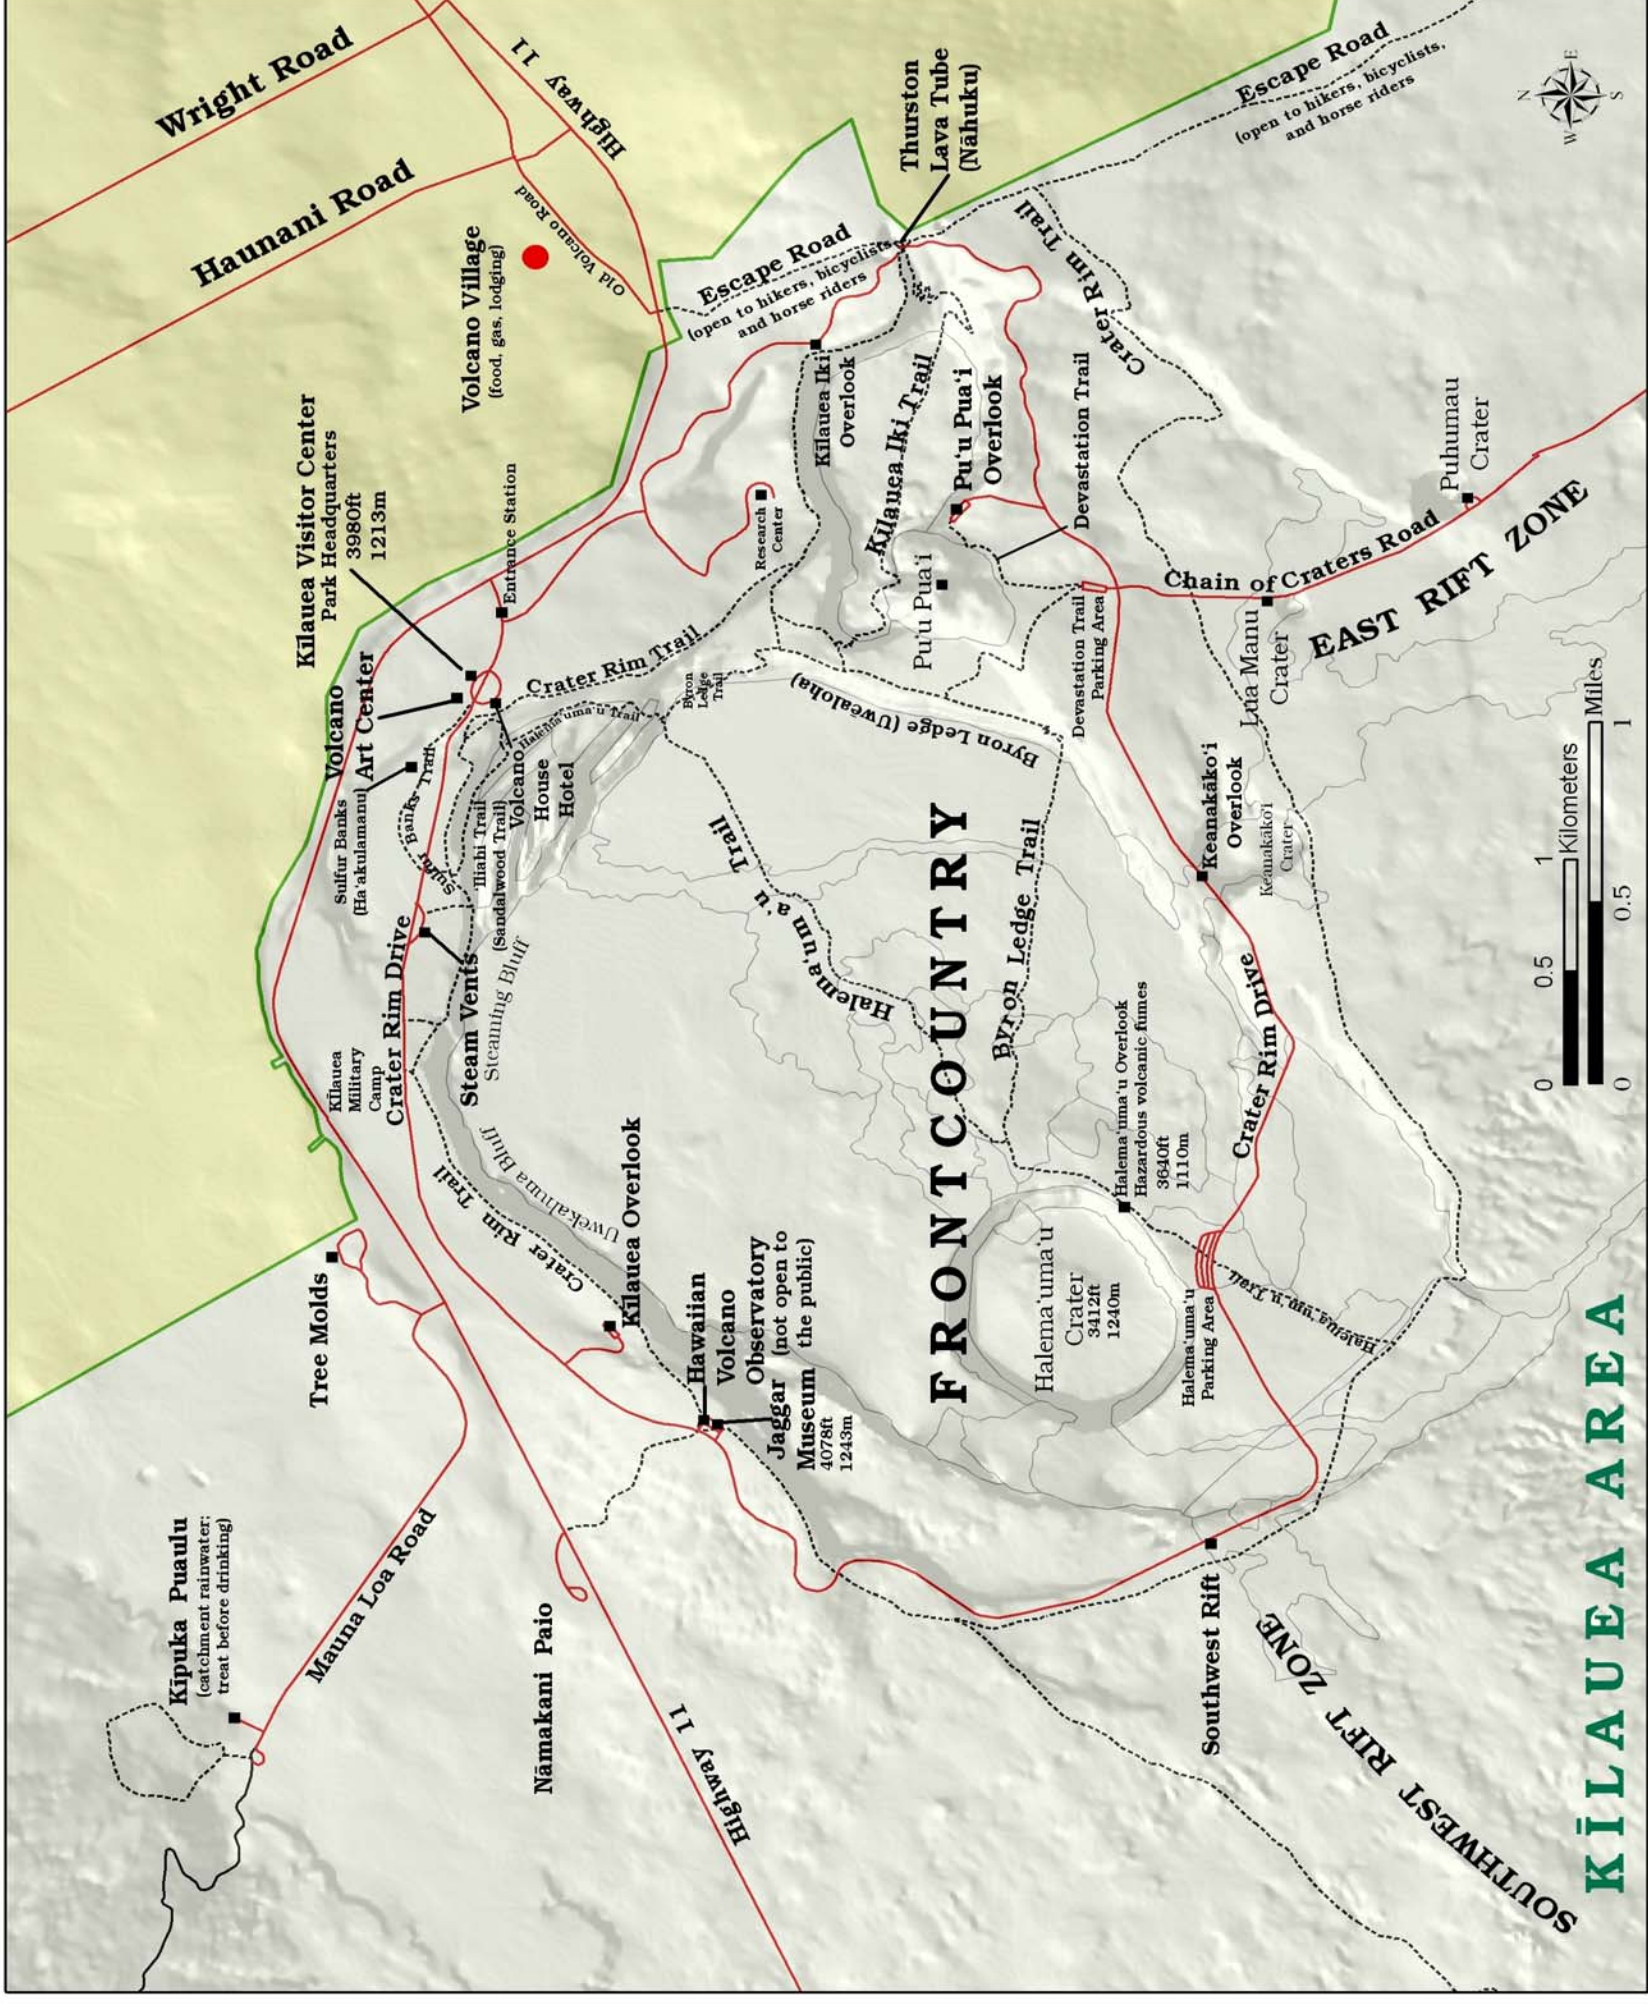 Wright Road
Haunani Road
Highway 11
Old Volcano Road
Volcano Village
(food, gas, lodging)
Kīlauea Visitor Center
Park Headquarters
3980ft
1213m
Entrance Station
Volcano
Art Center
Sulfur Banks
(Ha'akulamanu)
Sulfur Banks Trail
'Iliahi Trail
(Sandalwood Trail)
Volcano
House
Hotel
Halema'uma'u Trail
Crater Rim Trail
Byron
Ledge
Trail
Research
Center
Escape Road
(open to hikers, bicyclists,
and horse riders
Thurston
Lava Tube
(Nāhuku)
Escape Road
(open to hikers, bicyclists,
and horse riders
N
E
S
W
Kīlauea Iki
Overlook
Kīlauea Iki Trail
Pu'u Pua'i
Overlook
Pu'u Pua'i
Crater Rim Trail
Devastation Trail
Devastation Trail
Parking Area
Chain of Craters Road
Puhumau
Crater
Lua Manu
Crater
EAST RIFT ZONE
Kīlauea
Military
Camp
Crater Rim Drive
Steam Vents
Steaming Bluff
Crater Rim Trail
Uwēkahuna Bluff
Kīlauea Overlook
Tree Molds
Hawaiian
Volcano
Observatory
(not open to
the public)
Jaggar
Museum
4078ft
1243m
Byron Ledge (Uwēaloha)
Halema'uma'u Trail
Byron Ledge Trail
FRONTCOUNTRY
Keanakāko'i
Overlook
Keanakāko'i
Crater
Crater Rim Drive
Halema'uma'u Overlook
Hazardous volcanic fumes
3640ft
1110m
Halema'uma'u
Crater
3412ft
1240m
Halema'uma'u
Parking Area
Halema'uma'u Trail
Kīpuka Puaulu
(catchment rainwater;
treat before drinking)
Mauna Loa Road
Nāmakani Paio
Highway 11
Southwest Rift
SOUTHWEST RIFT ZONE
0 0.5 1 Kilometers
0 0.5 1 Miles
KĪLAUEA AREA